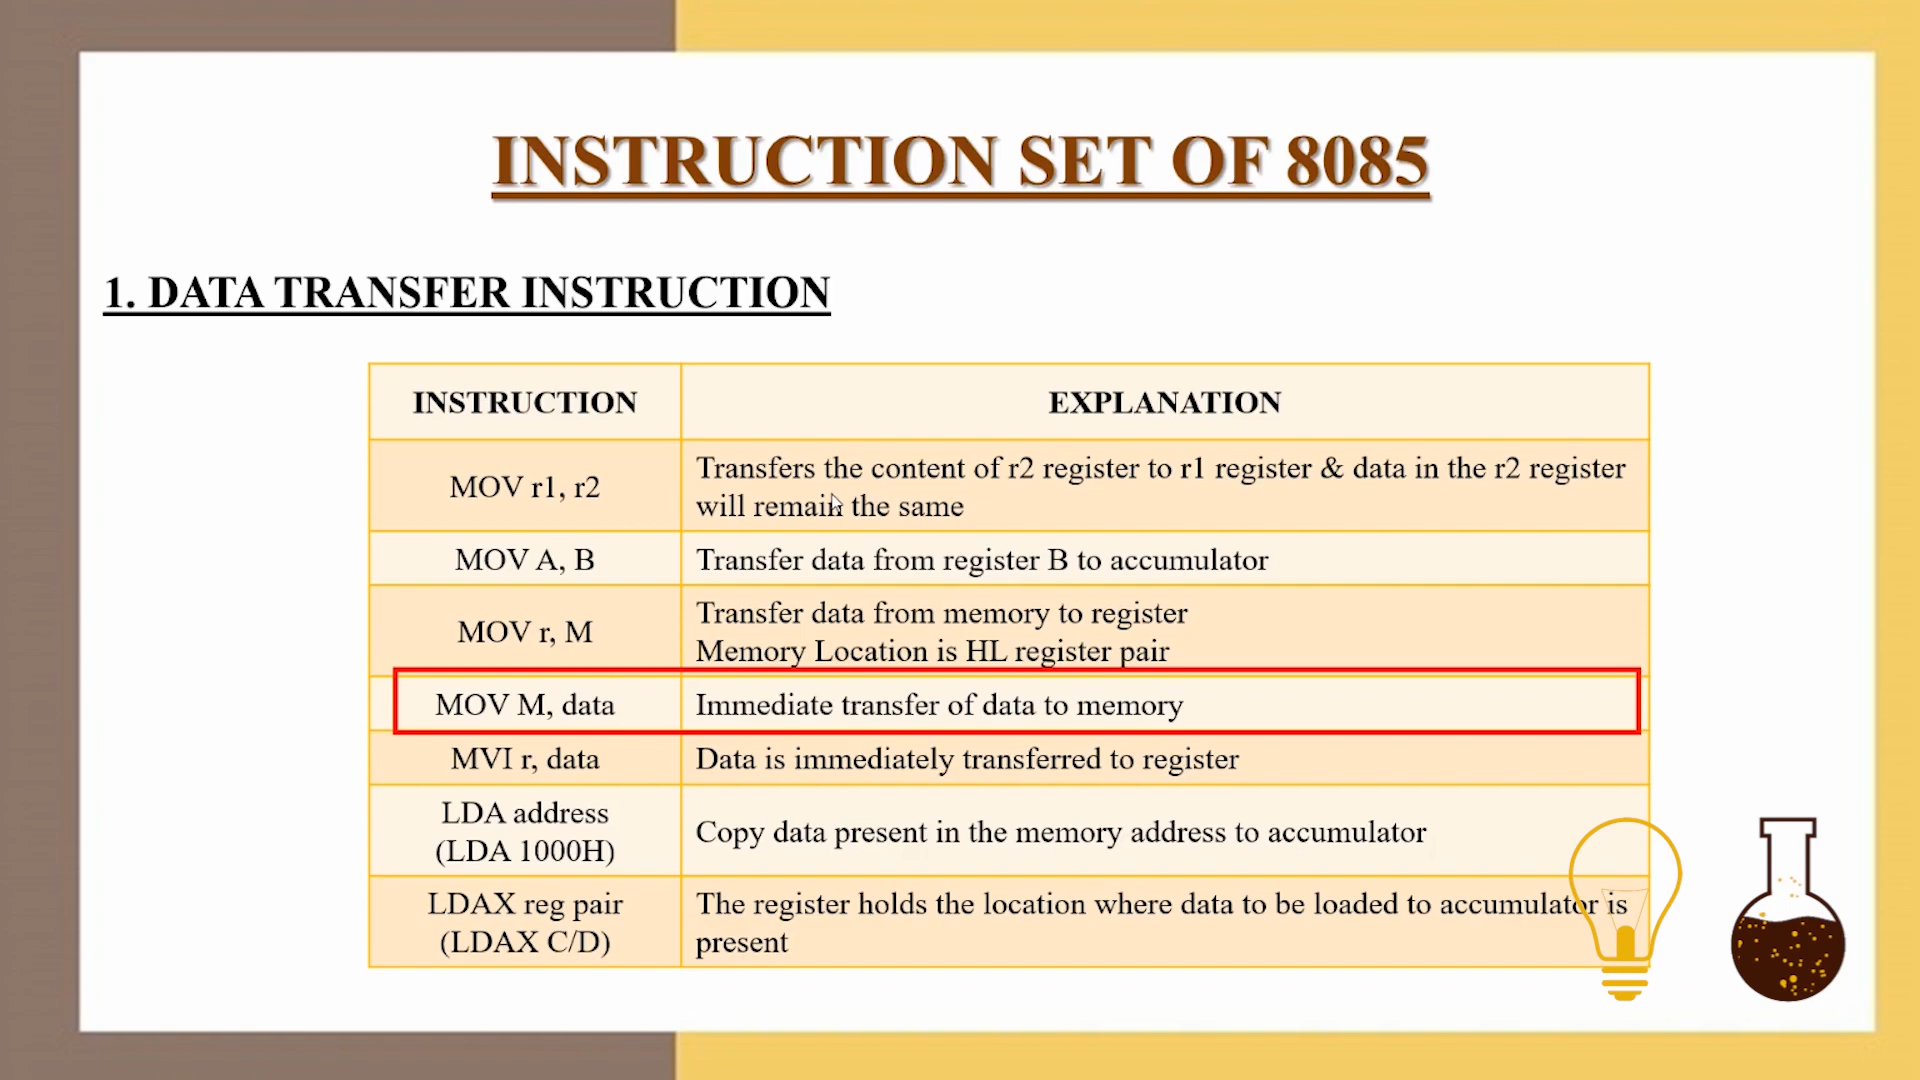 INSTRUCTION SET OF 8085
1. DATA TRANSFER INSTRUCTION
INSTRUCTION
EXPLANATION
MOV r1, r2
Transfers the content of r2 register to r1 register & data in the r2 register
will remain the same
MOV A, B
Transfer data from register B to accumulator
MOV r, M
Transfer data from memory to register
Memory Location is HL register pair
MOV M, data
Immediate transfer of data to memory
MVI r, data
Data is immediately transferred to register
LDA address
(LDA 1000H)
Copy data present in the memory address to accumulator
LDAX reg pair
(LDAX C/D)
The register holds the location where data to be loaded to accumulator is
present